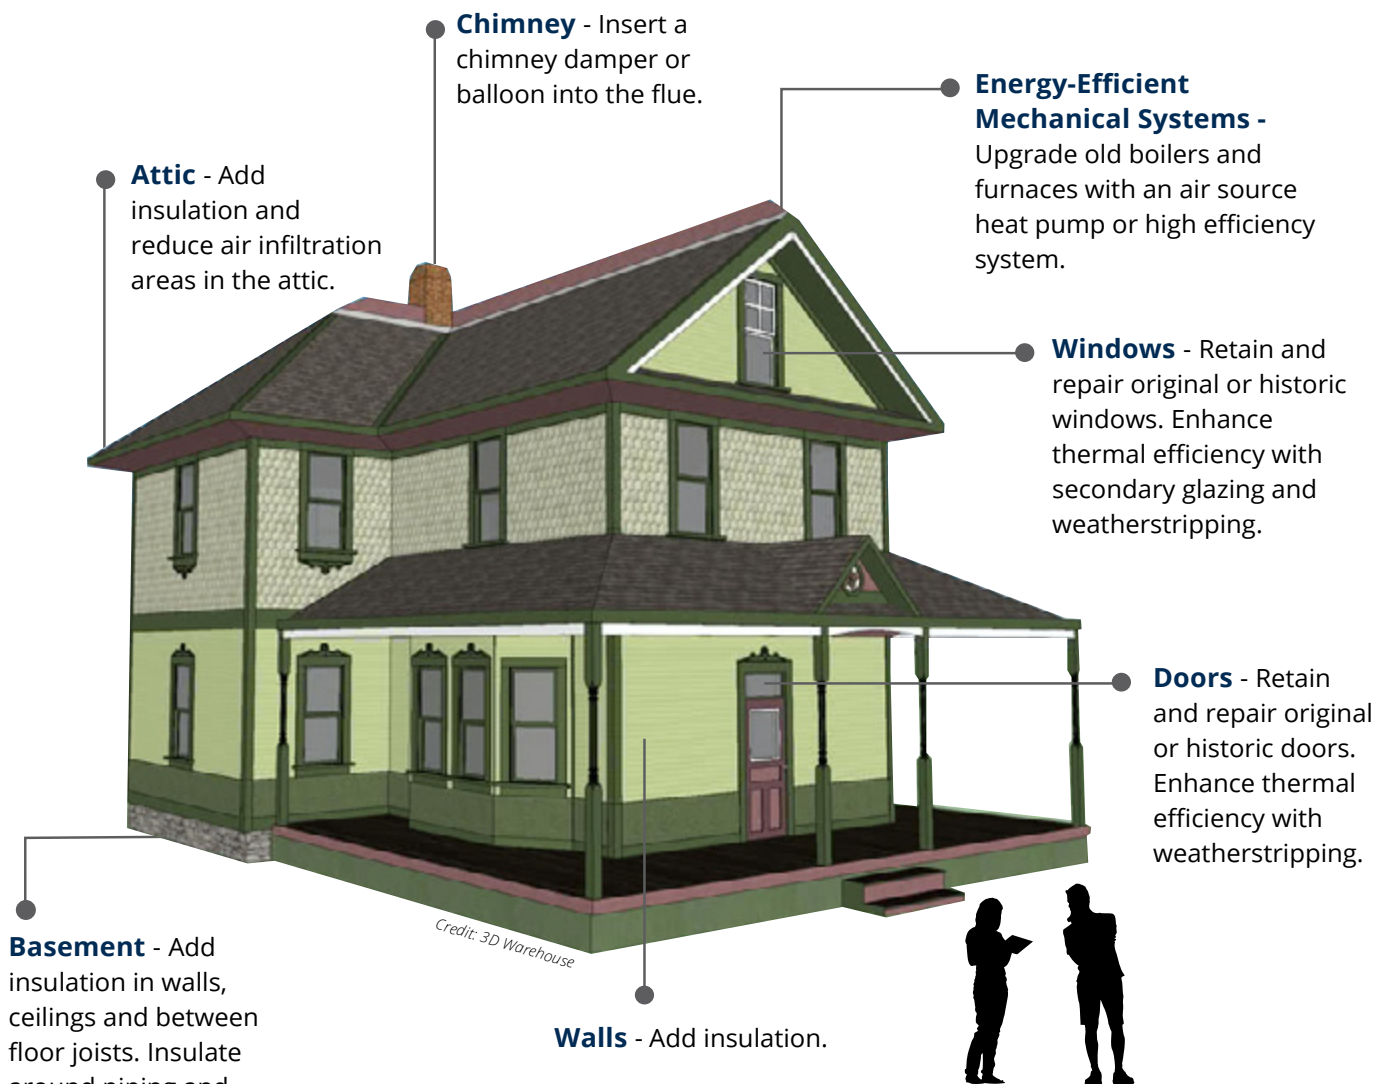 Chimney - Insert a
chimney damper or
balloon into the flue.
Energy-Efficient
Mechanical Systems -
Upgrade old boilers and
furnaces with an air source
heat pump or high efficiency
system.
Attic - Add
insulation and
reduce air infiltration
areas in the attic.
Windows - Retain and
repair original or historic
windows. Enhance
thermal efficiency with
secondary glazing and
weatherstripping.
Doors - Retain
and repair original
or historic doors.
Enhance thermal
efficiency with
weatherstripping.
Credit: 3D Warehouse
Basement - Add
insulation in walls,
ceilings and between
floor joists. Insulate
around piping and
Walls - Add insulation.